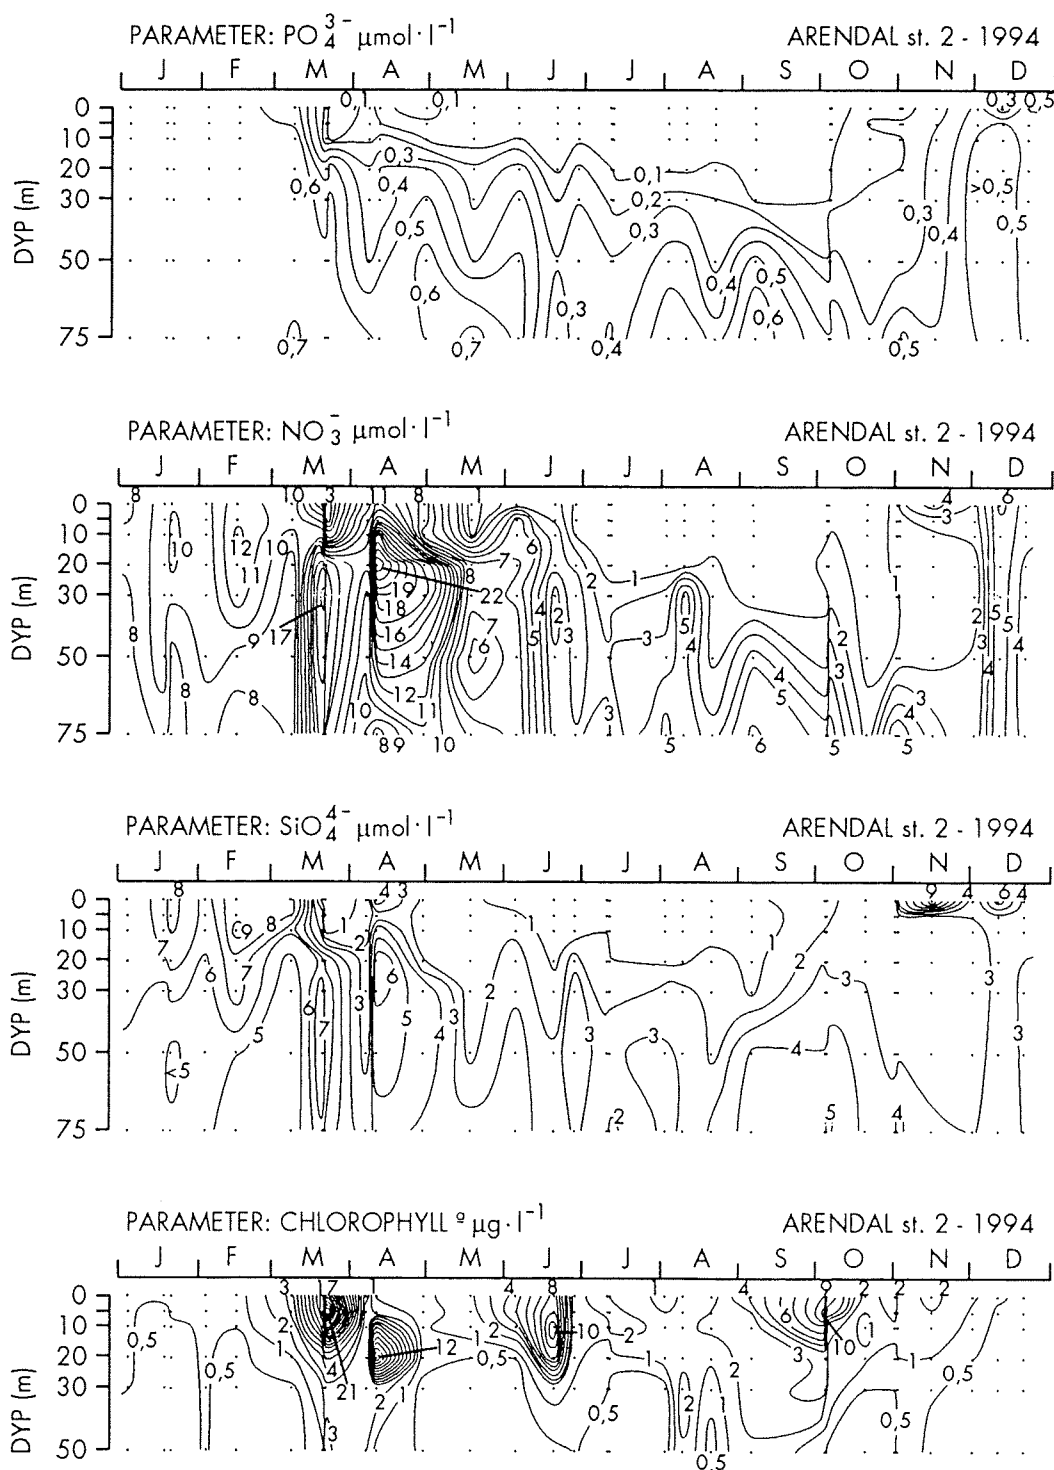 PARAMETER: PO₄³⁻ µmol·l⁻¹ ARENDAL st. 2 - 1994
J F M A M J J A S O N D
0 0,1 0,1 0,3 0,5
10
20 0,3 0,1
0,6 0,4 >0,5
30 0,2
0,5 0,3 0,3 0,4 0,5
DYP (m)
50
0,6 0,3 0,4 0,5 0,6
75
0,7 0,7 0,4 0,5
PARAMETER: NO₃⁻ µmol·l⁻¹ ARENDAL st. 2 - 1994
J F M A M J J A S O N D
0 8 10 3 11 8 1 4 6
10 3
10 12 10 6
20 7
11 8 2 1 1
19 22
30 18 4 2 2 5
17 16 7 5 3 3 5 2 3 5
8 9 6 4 4 4
DYP (m)
50 14
8 8 12 11 3 5 3 4
75 10 10
8 9 3 5 6 5 5
PARAMETER: SiO₄⁴⁻ µmol·l⁻¹ ARENDAL st. 2 - 1994
J F M A M J J A S O N D
0 8 4 3 9 4 6 4
10 9 8 1 1 1
7 2
20 6 7 6 2 3 3
30 6 3 5 3 2
7 4
5 3 3 3
DYP (m)
50 4
<5
75 2 5 4
PARAMETER: CHLOROPHYLL ª µg·l⁻¹ ARENDAL st. 2 - 1994
J F M A M J J A S O N D
0 3 17 4 8 1 4 9 2 2 2
10 2 2 10 2 6 1
0,5 1 12 1 10
20 4 0,5 1 3 1
0,5 21 2 0,5
30 2 1 2 1
0,5 0,5
DYP (m)
3
50
0,5